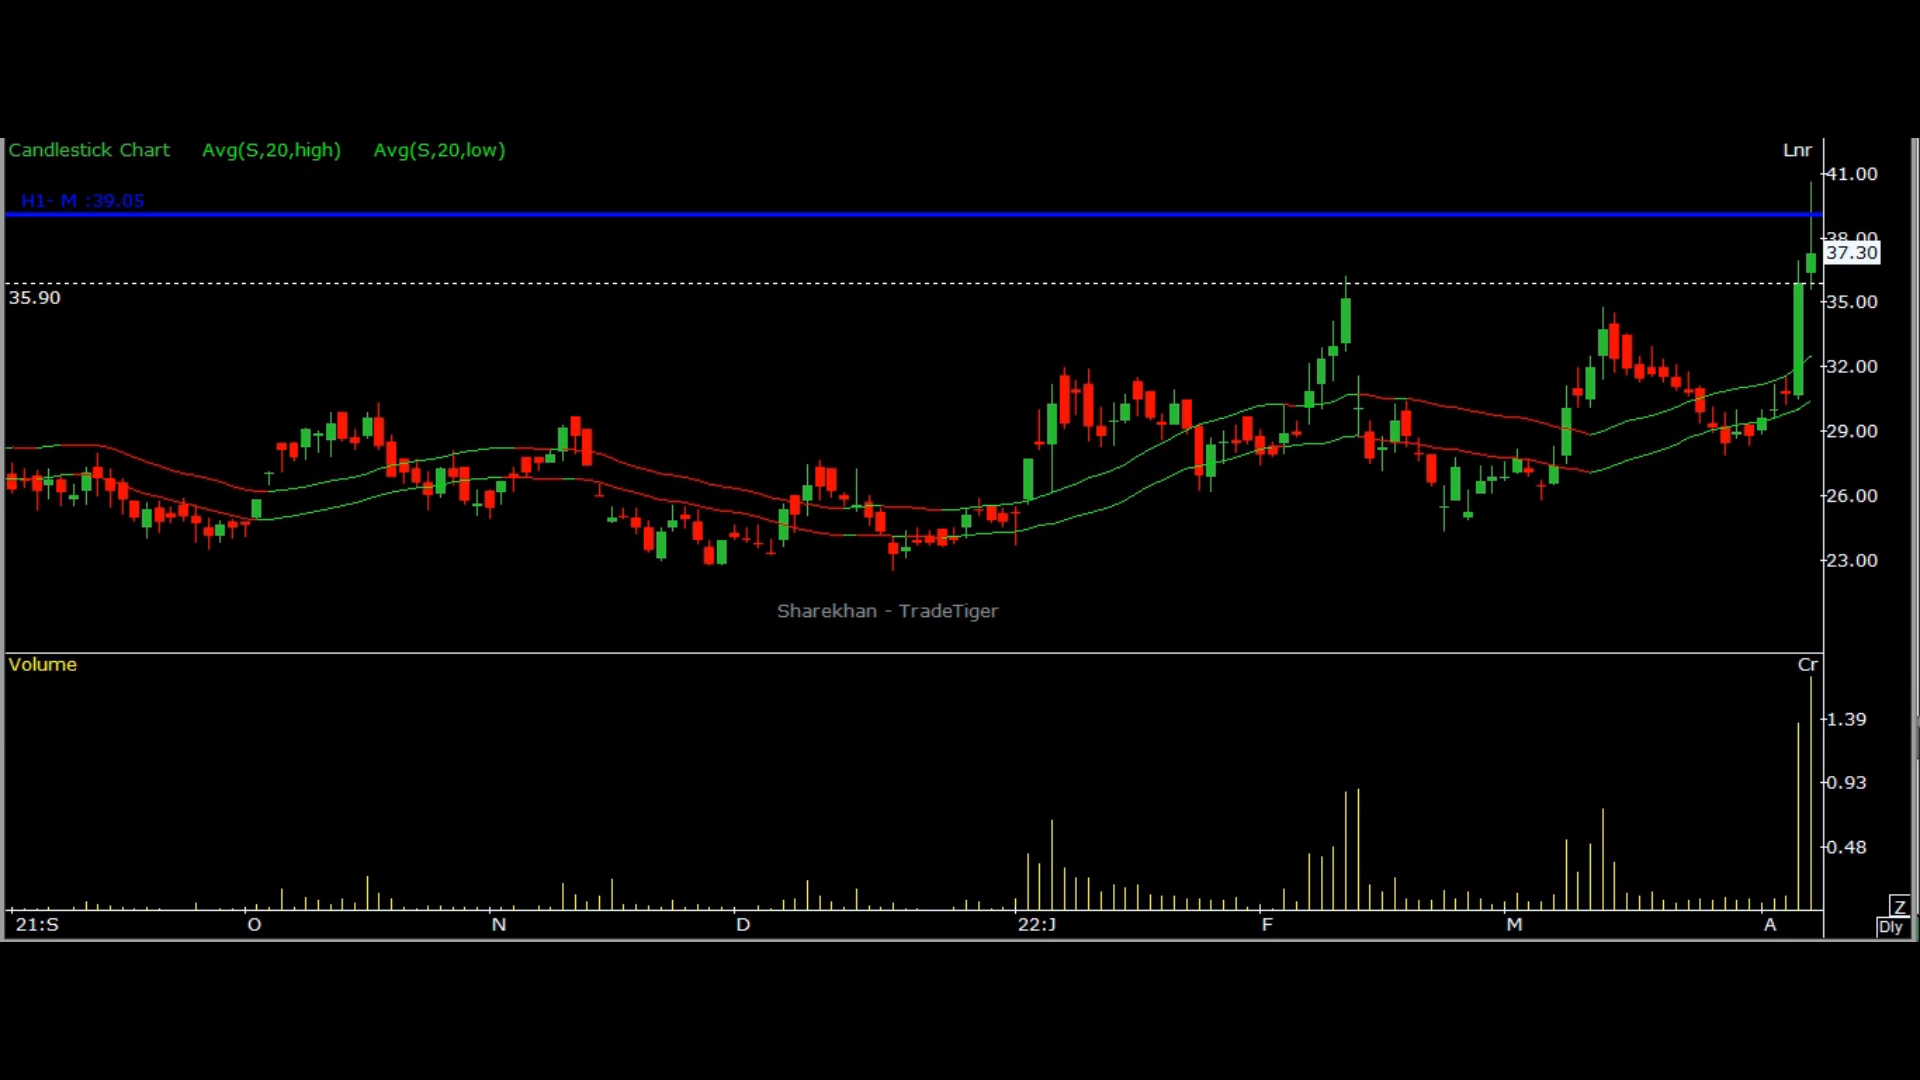 Candlestick Chart Avg(S,20,high) Avg(S,20,low) Lnr
41.00
H1- M :39.05
38.00
37.30
35.90
35.00
32.00
29.00
26.00
23.00
Sharekhan - TradeTiger
Volume Cr
1.39
0.93
0.48
Z
21:S O N D 22:J F M A Dly